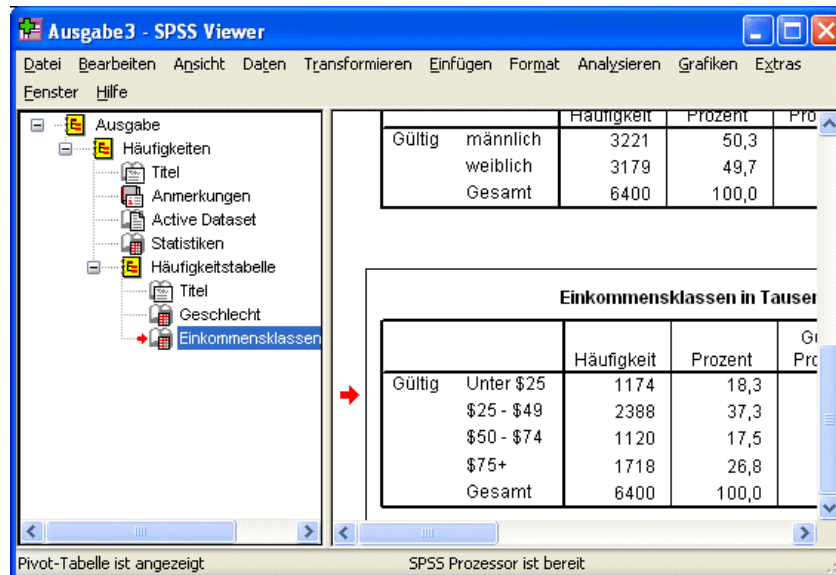 Ausgabe3 - SPSS Viewer
Datei Bearbeiten Ansicht Daten Transformieren Einfügen Format Analysieren Grafiken Extras
Fenster Hilfe
Ausgabe
Häufigkeiten
Titel
Anmerkungen
Active Dataset
Statistiken
Häufigkeitstabelle
Titel
Geschlecht
Einkommensklassen
Häufigkeit Prozent
Gültig männlich 3221 50,3
weiblich 3179 49,7
Gesamt 6400 100,0
Einkommensklassen in Tausen
Häufigkeit Prozent
Gültig Unter $25 1174 18,3
$25 - $49 2388 37,3
$50 - $74 1120 17,5
$75+ 1718 26,8
Gesamt 6400 100,0
Pivot-Tabelle ist angezeigt SPSS Prozessor ist bereit